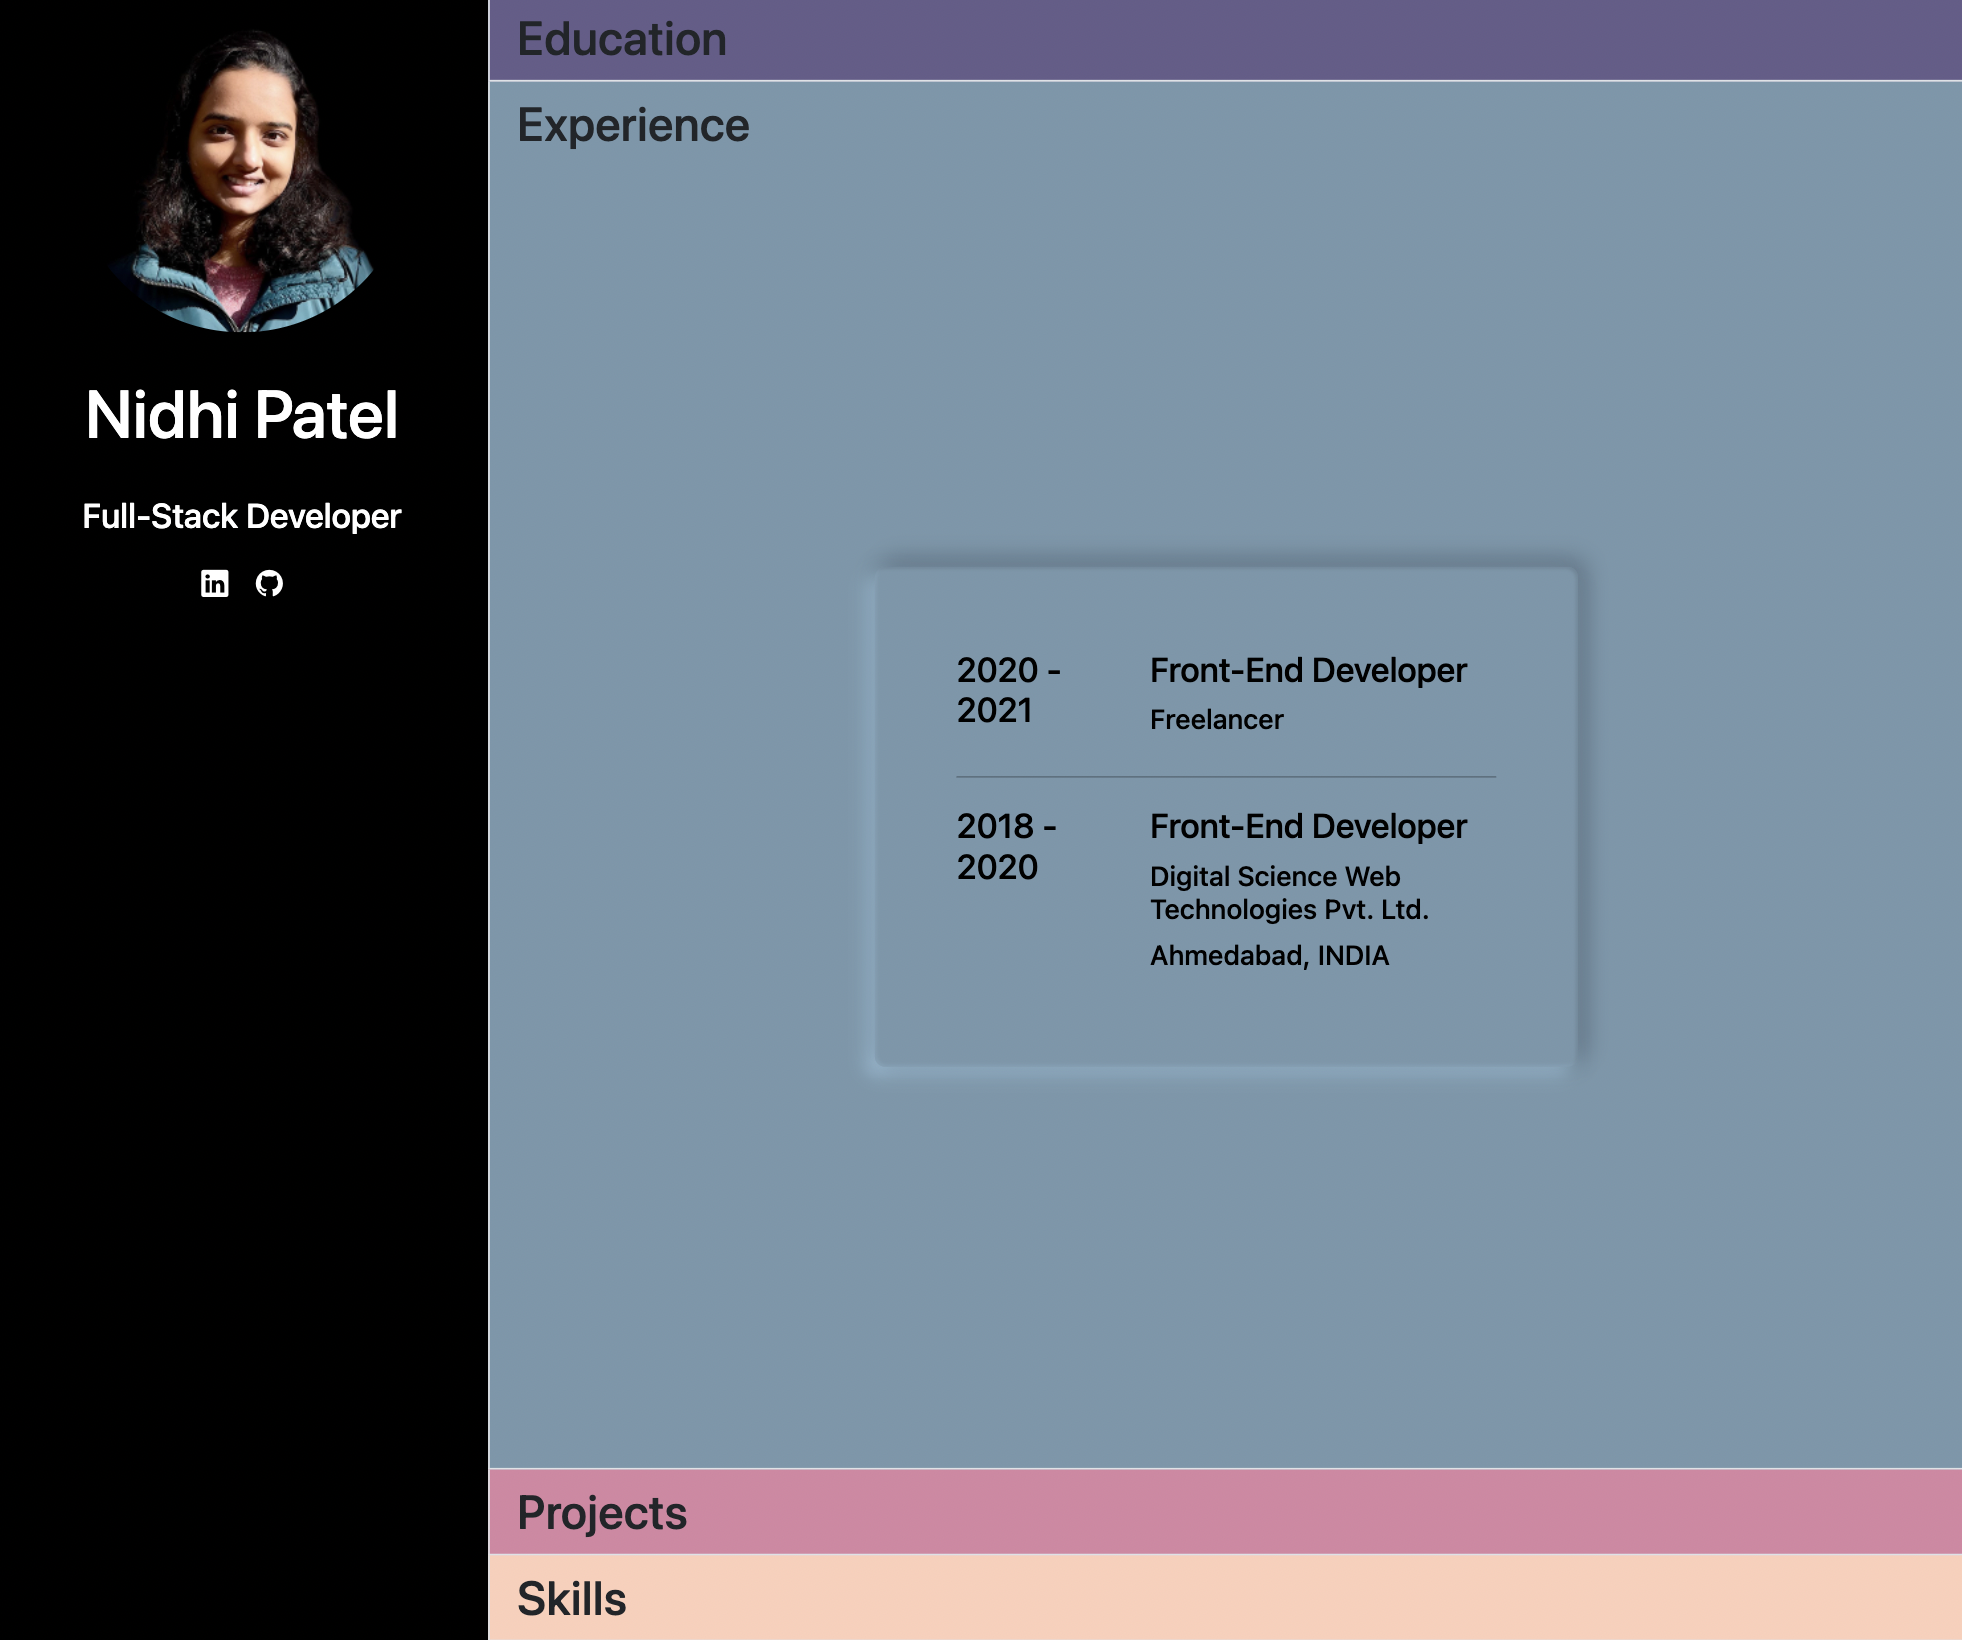 Nidhi Patel
Full-Stack Developer
in
Education
Experience
2020 -
2021
Front-End Developer
Freelancer
2018 -
2020
Front-End Developer
Digital Science Web
Technologies Pvt. Ltd.
Ahmedabad, INDIA
Projects
Skills